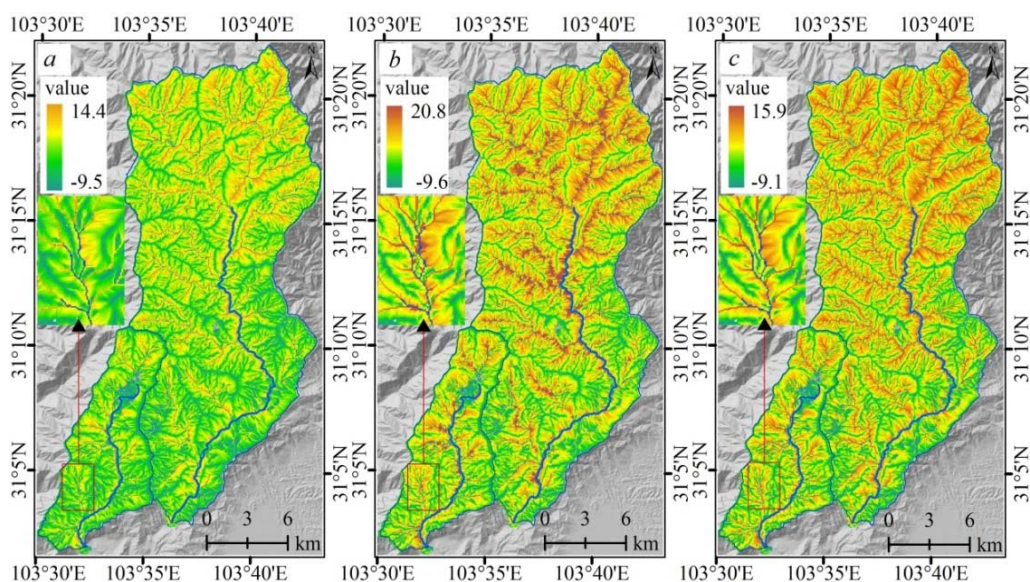 103°30'E 103°35'E 103°40'E 103°30'E 103°35'E 103°40'E 103°30'E 103°35'E 103°40'E
a N b N c N
value value value
14.4 20.8 15.9
-9.5 -9.6 -9.1
31°20'N 31°20'N 31°20'N
31°15'N 31°15'N 31°15'N
31°10'N 31°10'N 31°10'N
31°5'N 31°5'N 31°5'N
0 3 6 0 3 6 0 3 6
km km km
103°30'E 103°35'E 103°40'E 103°30'E 103°35'E 103°40'E 103°30'E 103°35'E 103°40'E